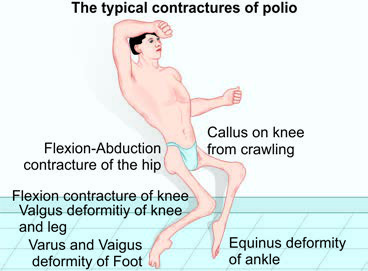 The typical contractures of polio
Callus on knee
from crawling
Flexion-Abduction
contracture of the hip
Flexion contracture of knee
Valgus deformitiy of knee
and leg
Varus and Vaigus
deformity of Foot
Equinus deformity
of ankle